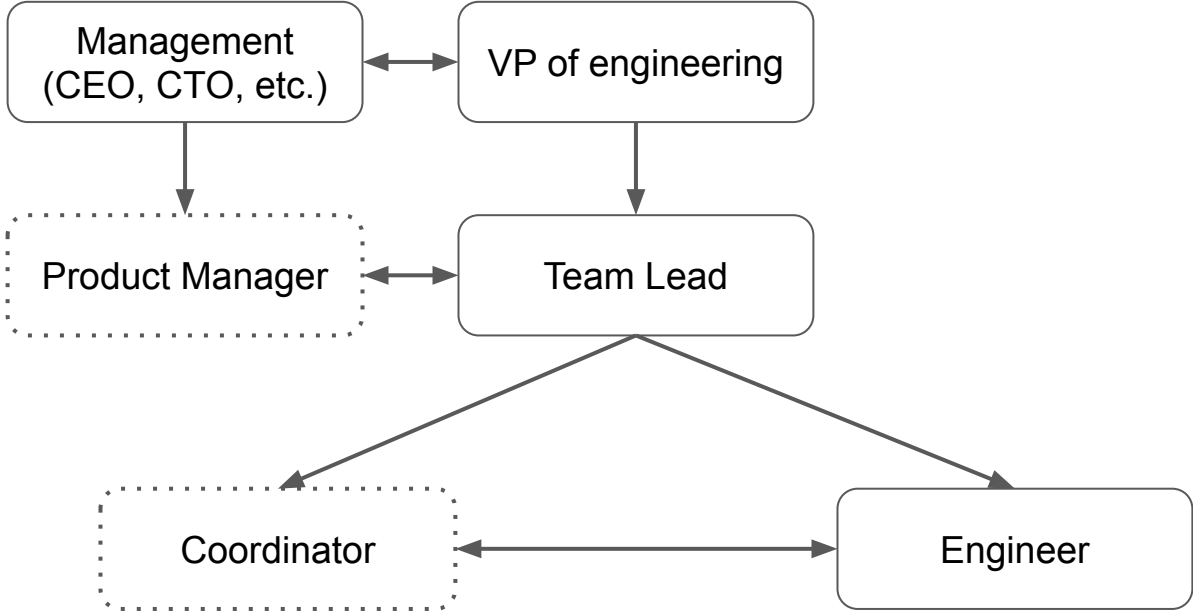 Management
(CEO, CTO, etc.)
VP of engineering
Product Manager
Team Lead
Coordinator
Engineer